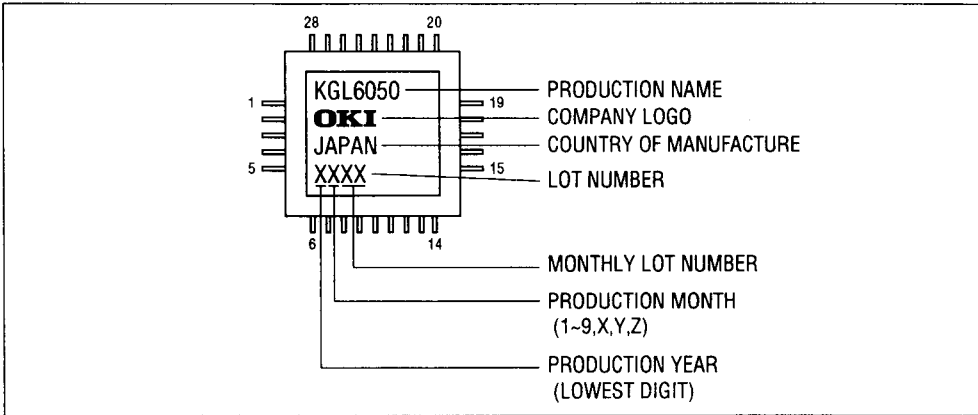 28 20
KGL6050 PRODUCTION NAME
1 19
OKI COMPANY LOGO
JAPAN COUNTRY OF MANUFACTURE
5 15
XXXX LOT NUMBER
6 14
MONTHLY LOT NUMBER
PRODUCTION MONTH
(1~9,X,Y,Z)
PRODUCTION YEAR
(LOWEST DIGIT)